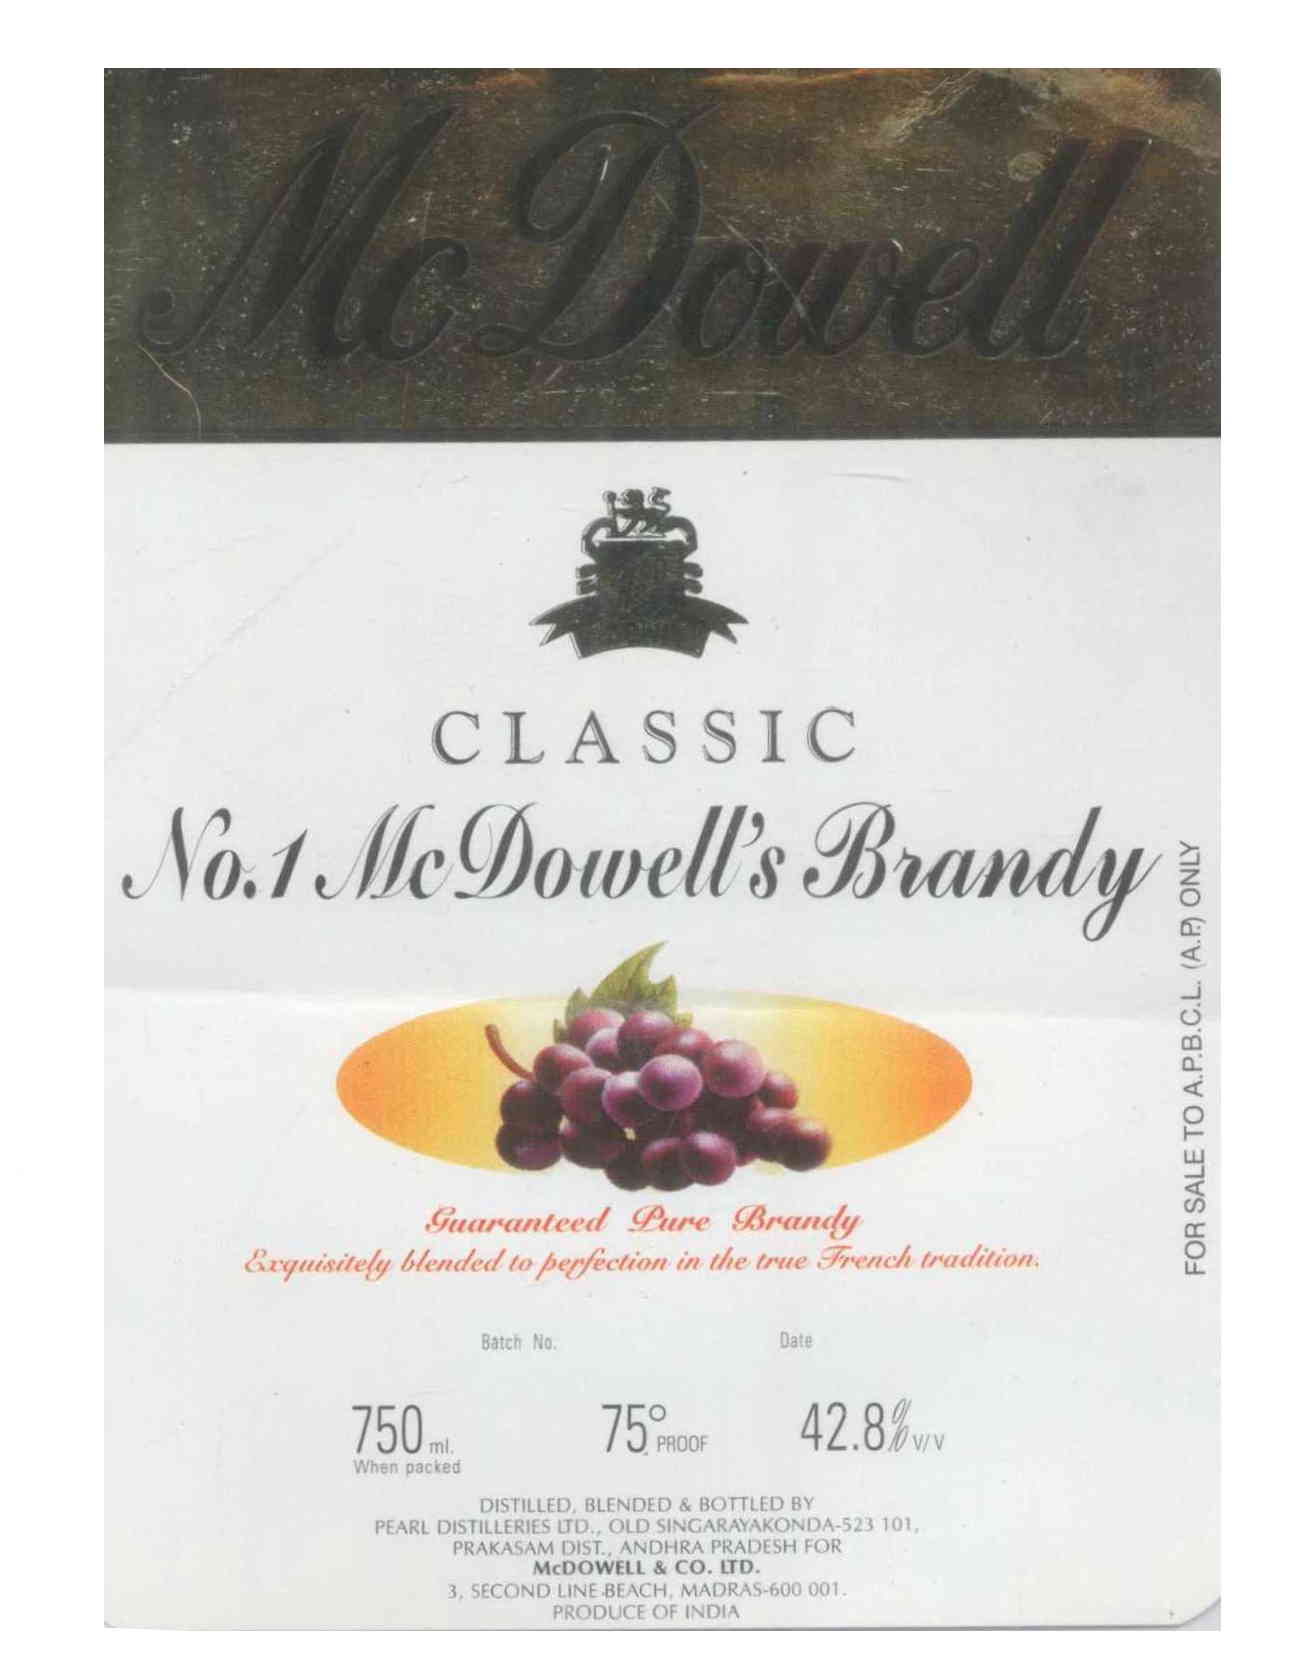 McDowell
CLASSIC
No.1 McDowell's Brandy
Guaranteed Pure Brandy
Exquisitely blended to perfection in the true French tradition.
Batch No. Date
750 ml. 75° PROOF 42.8% V/V
When packed
DISTILLED, BLENDED & BOTTLED BY
PEARL DISTILLERIES LTD., OLD SINGARAYAKONDA-523 101,
PRAKASAM DIST., ANDHRA PRADESH FOR
McDOWELL & CO. LTD.
3, SECOND LINE BEACH, MADRAS-600 001.
PRODUCE OF INDIA
FOR SALE TO A.P.B.C.L. (A.P.) ONLY